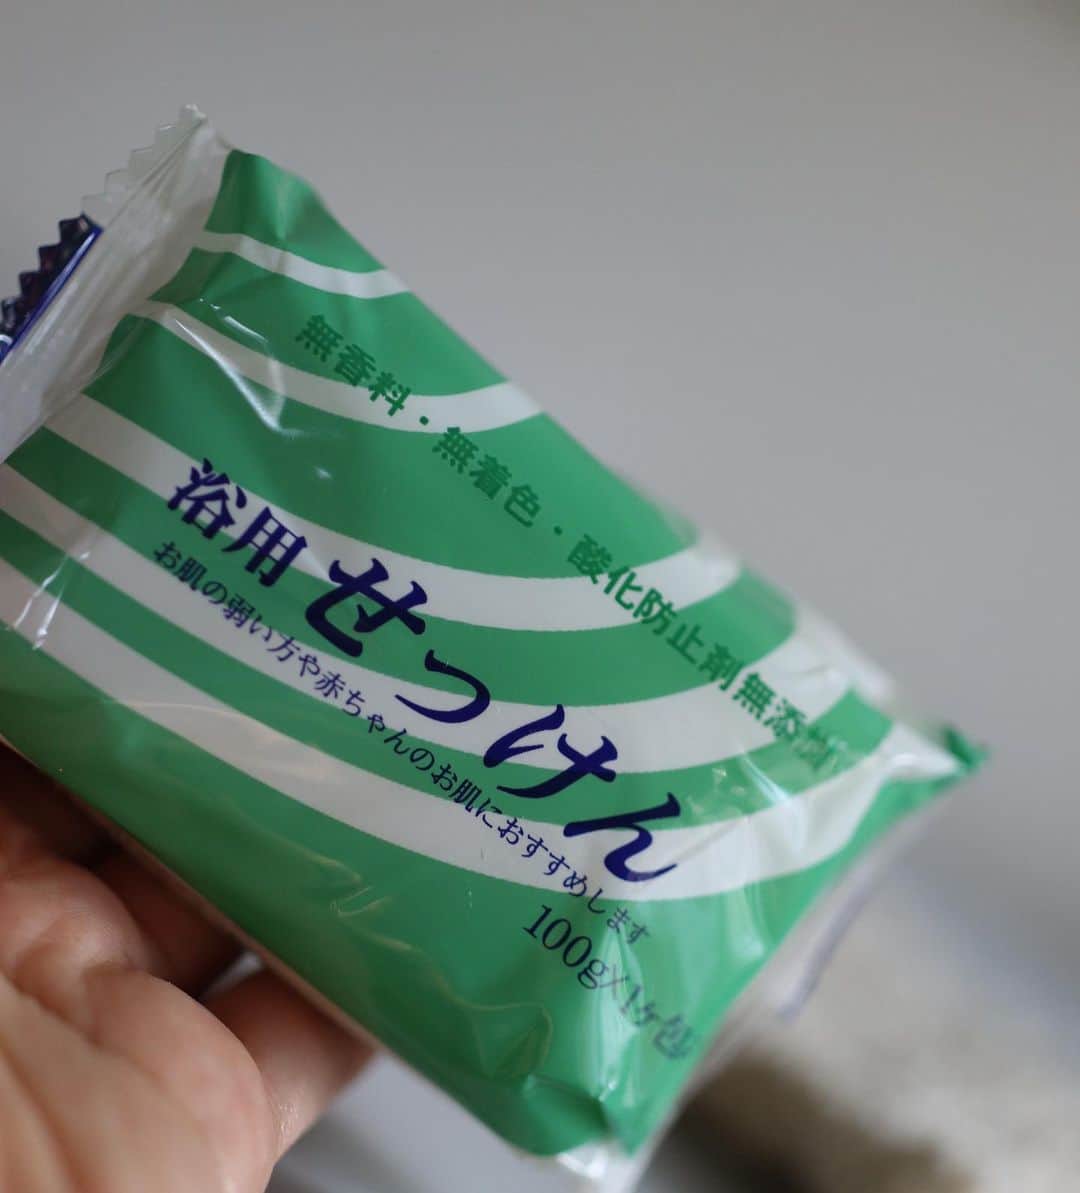 無香料・無着色・酸化防止剤無添加
浴用せっけん
お肌の弱い方や赤ちゃんのお肌におすすめします
100g×1ヶ包み